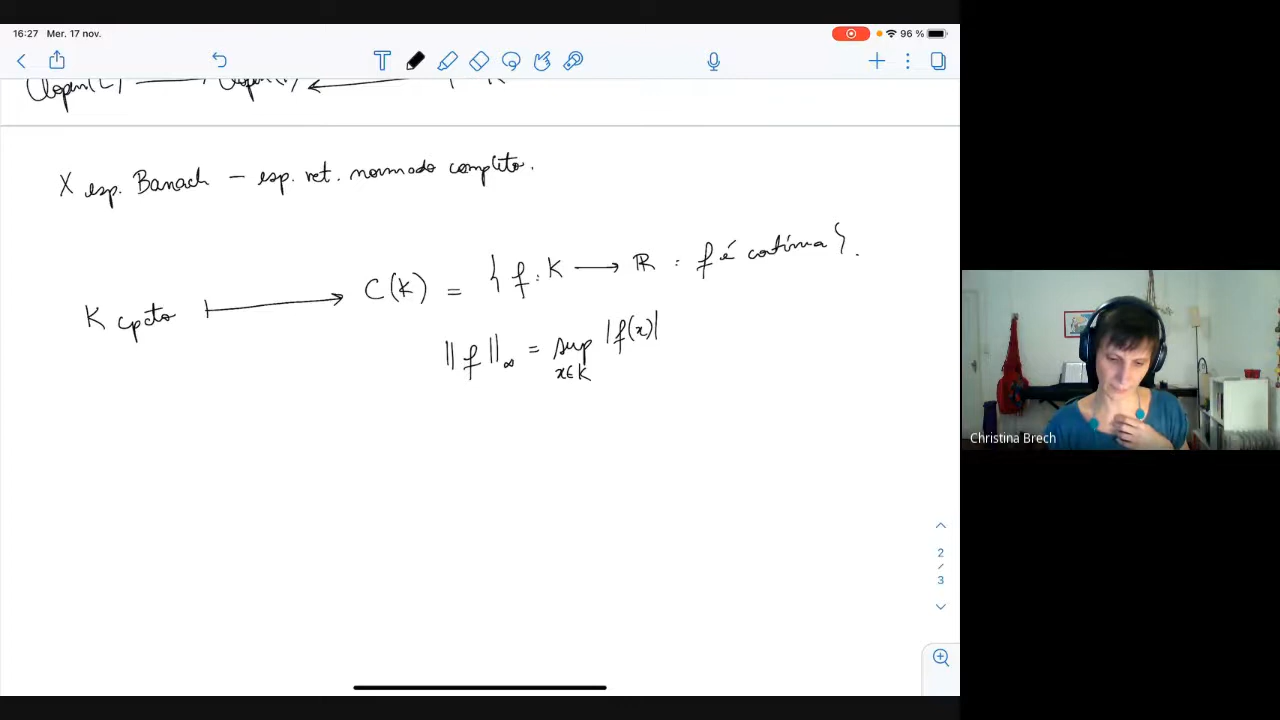 16:27 Mer. 17 nov. 96 %
X esp. Banach – esp. vet. normado completo.
K cpcto ⟼ C(K) = { f : K ⟶ ℝ : f é contínua }.
‖f‖∞ = sup |f(x)|
x∈K
Christina Brech
2
/
3